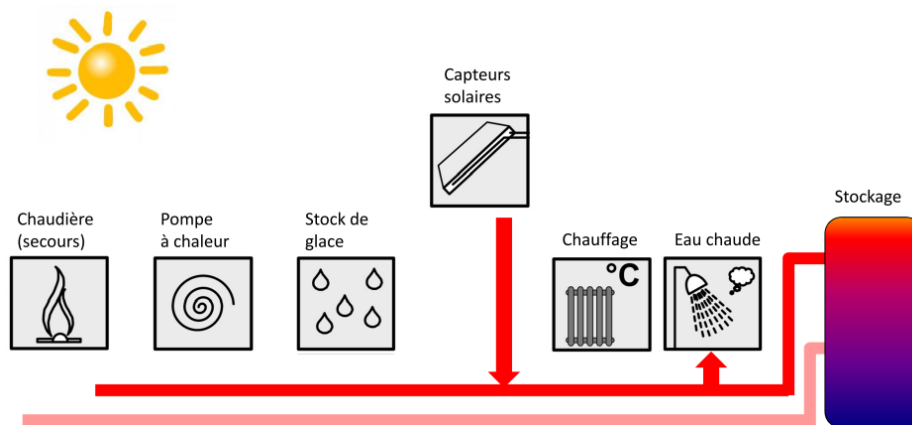 Capteurs
solaires
Stockage
Chaudière
(secours)
Pompe
à chaleur
Stock de
glace
Chauffage
Eau chaude
°C